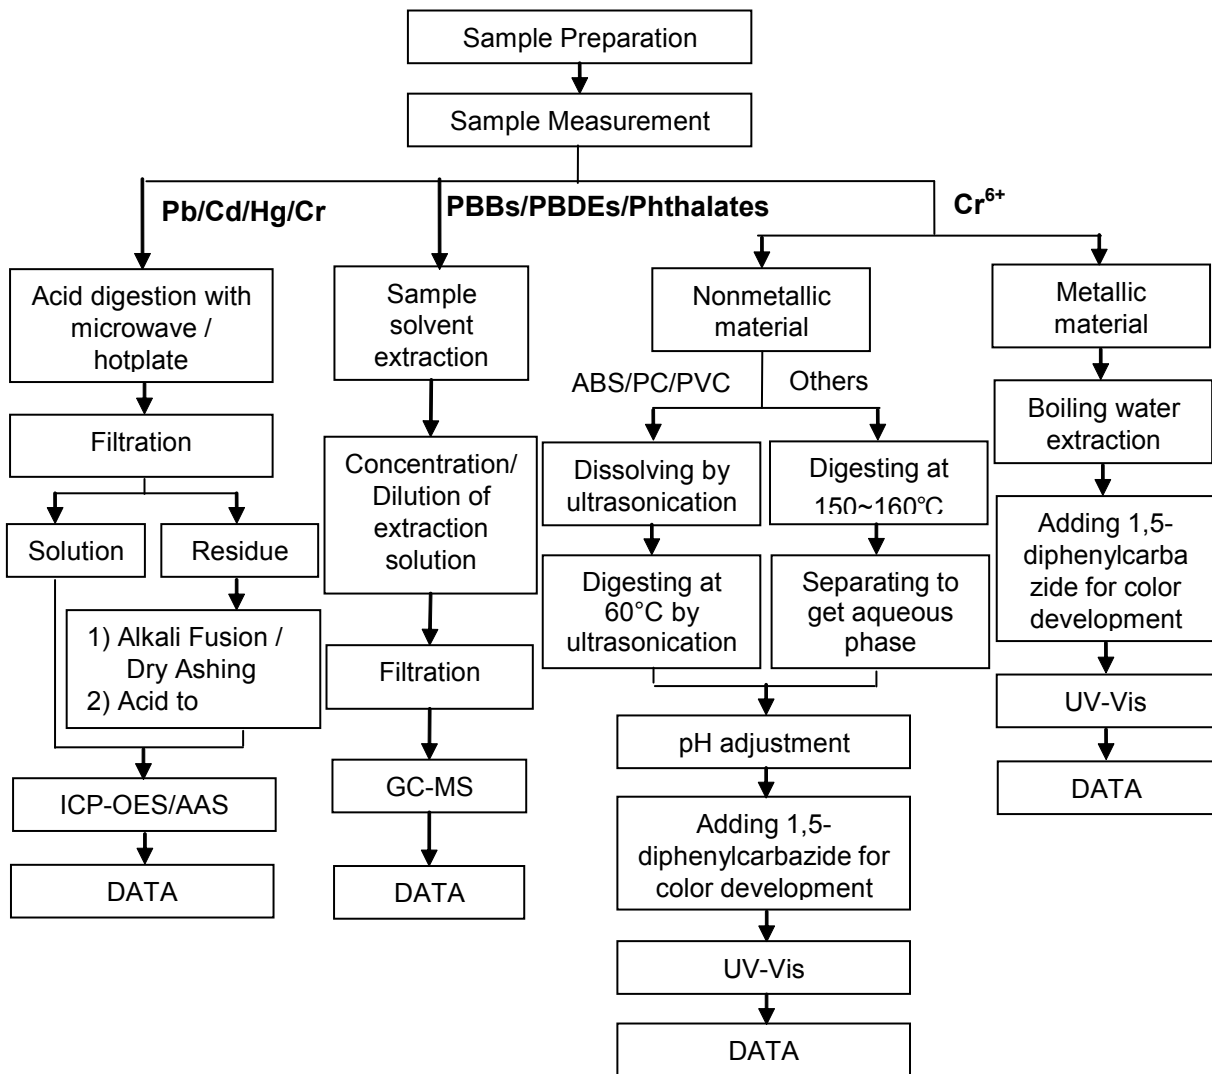 Sample Preparation
Sample Measurement
Pb/Cd/Hg/Cr
PBBs/PBDEs/Phthalates
Cr6+
Acid digestion with
microwave /
hotplate
Filtration
Solution
Residue
1) Alkali Fusion /
Dry Ashing
2) Acid to
ICP-OES/AAS
DATA
Sample
solvent
extraction
Concentration/
Dilution of
extraction
solution
Filtration
GC-MS
DATA
Nonmetallic
material
ABS/PC/PVC
Others
Dissolving by
ultrasonication
Digesting at
60°C by
ultrasonication
Digesting at
150~160℃
Separating to
get aqueous
phase
pH adjustment
Adding 1,5-
diphenylcarbazide for
color development
UV-Vis
DATA
Metallic
material
Boiling water
extraction
Adding 1,5-
diphenylcarba
zide for color
development
UV-Vis
DATA